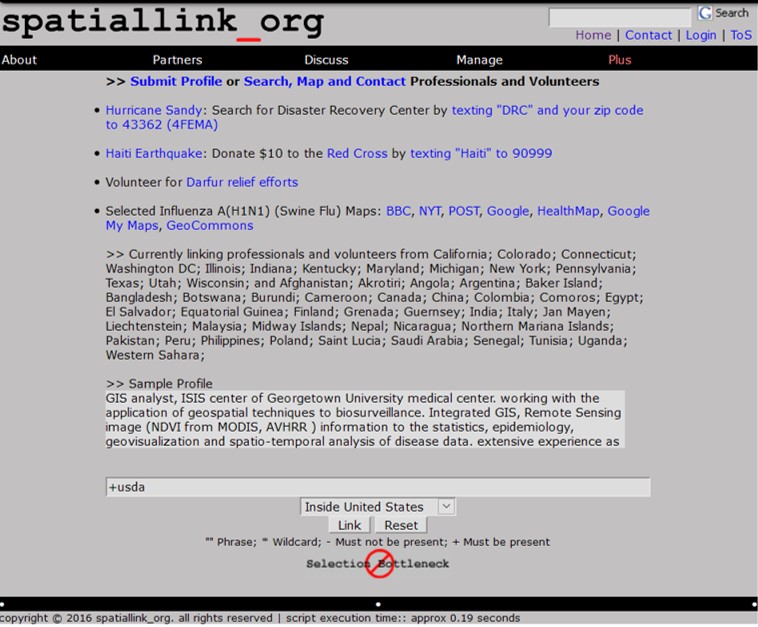 spatiallink_org
Search
Home | Contact | Login | ToS
About Partners Discuss Manage Plus
>> Submit Profile or Search, Map and Contact Professionals and Volunteers
• Hurricane Sandy: Search for Disaster Recovery Center by texting "DRC" and your zip code
to 43362 (4FEMA)
• Haiti Earthquake: Donate $10 to the Red Cross by texting "Haiti" to 90999
• Volunteer for Darfur relief efforts
• Selected Influenza A(H1N1) (Swine Flu) Maps: BBC, NYT, POST, Google, HealthMap, Google
My Maps, GeoCommons
>> Currently linking professionals and volunteers from California; Colorado; Connecticut;
Washington DC; Illinois; Indiana; Kentucky; Maryland; Michigan; New York; Pennsylvania;
Texas; Utah; Wisconsin; and Afghanistan; Akrotiri; Angola; Argentina; Baker Island;
Bangladesh; Botswana; Burundi; Cameroon; Canada; China; Colombia; Comoros; Egypt;
El Salvador; Equatorial Guinea; Finland; Grenada; Guernsey; India; Italy; Jan Mayen;
Liechtenstein; Malaysia; Midway Islands; Nepal; Nicaragua; Northern Mariana Islands;
Pakistan; Peru; Philippines; Poland; Saint Lucia; Saudi Arabia; Senegal; Tunisia; Uganda;
Western Sahara;
>> Sample Profile
GIS analyst, ISIS center of Georgetown University medical center. working with the
application of geospatial techniques to biosurveillance. Integrated GIS, Remote Sensing
image (NDVI from MODIS, AVHRR ) information to the statistics, epidemiology,
geovisualization and spatio-temporal analysis of disease data. extensive experience as
+usda
Inside United States
Link Reset
"" Phrase; * Wildcard; - Must not be present; + Must be present
Selection Bottleneck
copyright © 2016 spatiallink_org. all rights reserved | script execution time:: approx 0.19 seconds